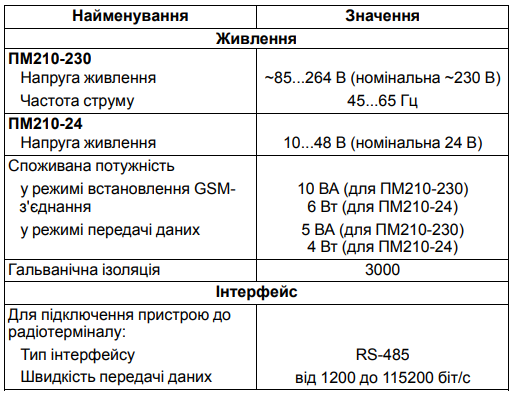 Найменування Значення
Живлення
ПМ210-230
Напруга живлення ~85...264 В (номінальна ~230 В)
Частота струму 45...65 Гц
ПМ210-24
Напруга живлення 10...48 В (номінальна 24 В)
Споживана потужність
у режимі встановлення GSM- 10 ВА (для ПМ210-230)
з'єднання 6 Вт (для ПМ210-24)
у режимі передачі даних 5 ВА (для ПМ210-230)
4 Вт (для ПМ210-24)
Гальванічна ізоляція 3000
Інтерфейс
Для підключення пристрою до
радіотерміналу:
Тип інтерфейсу RS-485
Швидкість передачі даних від 1200 до 115200 біт/с